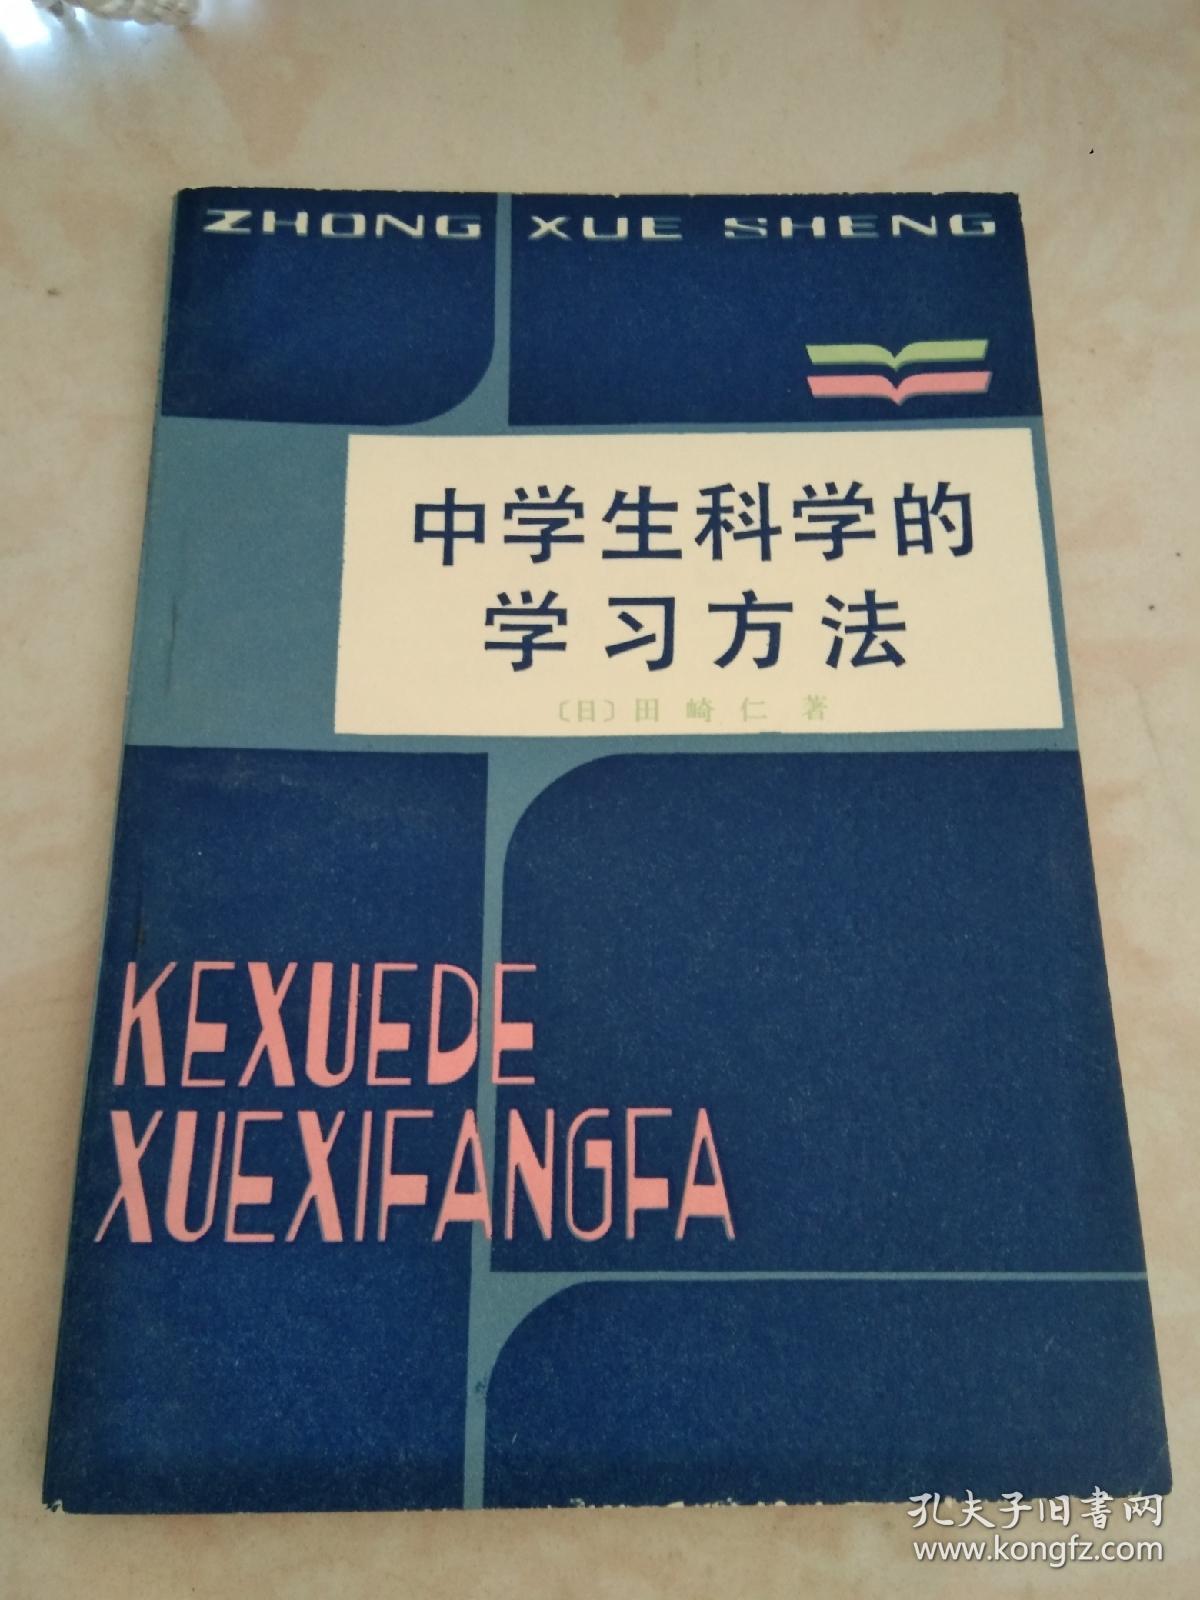 ZHONG XUE SHENG
中学生科学的
学习方法
〔日〕田崎仁 著
KEXUEDE
XUEXIFANGFA
孔夫子旧书网
www.kongfz.com